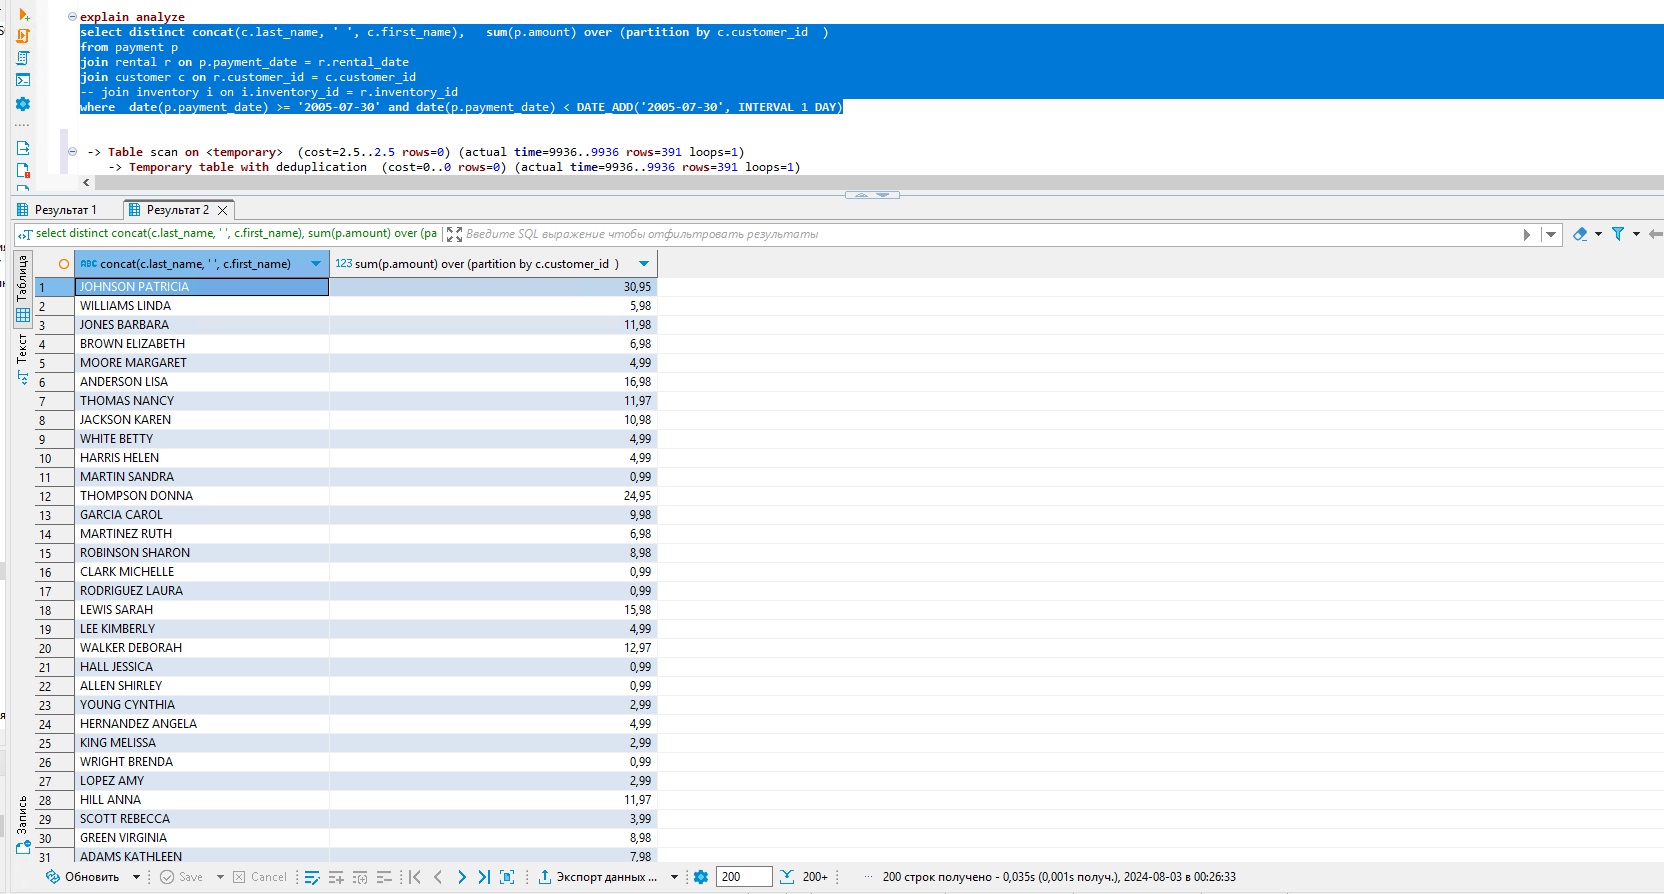 explain analyze
select distinct concat(c.last_name, ' ', c.first_name),   sum(p.amount) over (partition by c.customer_id  )
from payment p
join rental r on p.payment_date = r.rental_date
join customer c on r.customer_id = c.customer_id
-- join inventory i on i.inventory_id = r.inventory_id
where  date(p.payment_date) >= '2005-07-30' and date(p.payment_date) < DATE_ADD('2005-07-30', INTERVAL 1 DAY)
-> Table scan on <temporary>  (cost=2.5..2.5 rows=0) (actual time=9936..9936 rows=391 loops=1)
-> Temporary table with deduplication  (cost=0..0 rows=0) (actual time=9936..9936 rows=391 loops=1)
Результат 1 Результат 2
select distinct concat(c.last_name, ' ', c.first_name), sum(p.amount) over (pa Введите SQL выражение чтобы отфильтровать результаты
Таблица
Текст
Запись
ABC concat(c.last_name, ' ', c.first_name) 123 sum(p.amount) over (partition by c.customer_id  )
1 JOHNSON PATRICIA 30,95
2 WILLIAMS LINDA 5,98
3 JONES BARBARA 11,98
4 BROWN ELIZABETH 6,98
5 MOORE MARGARET 4,99
6 ANDERSON LISA 16,98
7 THOMAS NANCY 11,97
8 JACKSON KAREN 10,98
9 WHITE BETTY 4,99
10 HARRIS HELEN 4,99
11 MARTIN SANDRA 0,99
12 THOMPSON DONNA 24,95
13 GARCIA CAROL 9,98
14 MARTINEZ RUTH 6,98
15 ROBINSON SHARON 8,98
16 CLARK MICHELLE 0,99
17 RODRIGUEZ LAURA 0,99
18 LEWIS SARAH 15,98
19 LEE KIMBERLY 4,99
20 WALKER DEBORAH 12,97
21 HALL JESSICA 0,99
22 ALLEN SHIRLEY 0,99
23 YOUNG CYNTHIA 2,99
24 HERNANDEZ ANGELA 4,99
25 KING MELISSA 2,99
26 WRIGHT BRENDA 0,99
27 LOPEZ AMY 2,99
28 HILL ANNA 11,97
29 SCOTT REBECCA 3,99
30 GREEN VIRGINIA 8,98
31 ADAMS KATHLEEN 7,98
Обновить Save Cancel Экспорт данных ... 200 200+ ... 200 строк получено - 0,035s (0,001s получ.), 2024-08-03 в 00:26:33